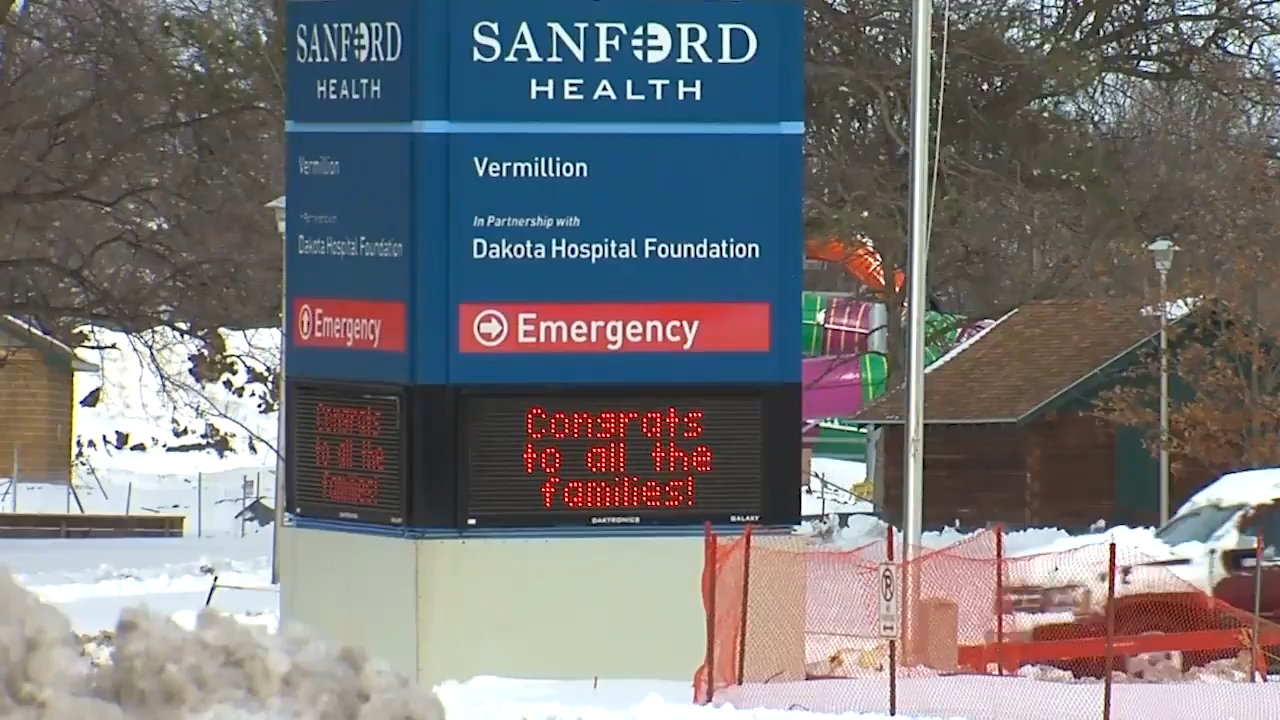 SANFORD
HEALTH
Vermillion
Dakota Hospital Foundation
Emergency
Congrats
to all the
families!
SANFORD
HEALTH
Vermillion
In Partnership with
Dakota Hospital Foundation
Emergency
Congrats
to all the
families!
DAKTRONICS GALAXY
P